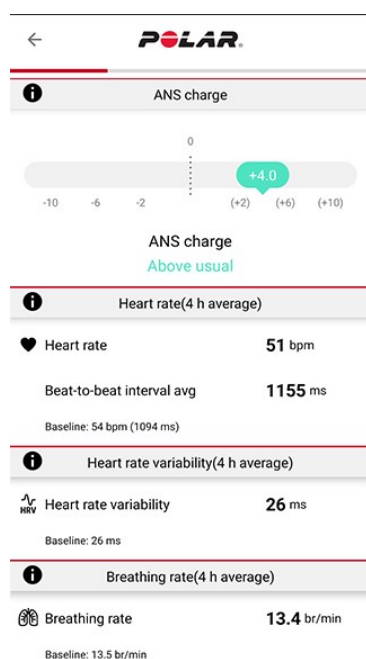 POLAR.
ANS charge
0
+4.0
-10 -6 -2 (+2) (+6) (+10)
ANS charge
Above usual
Heart rate(4 h average)
Heart rate 51 bpm
Beat-to-beat interval avg 1155 ms
Baseline: 54 bpm (1094 ms)
Heart rate variability(4 h average)
HRV Heart rate variability 26 ms
Baseline: 26 ms
Breathing rate(4 h average)
Breathing rate 13.4 br/min
Baseline: 13.5 br/min